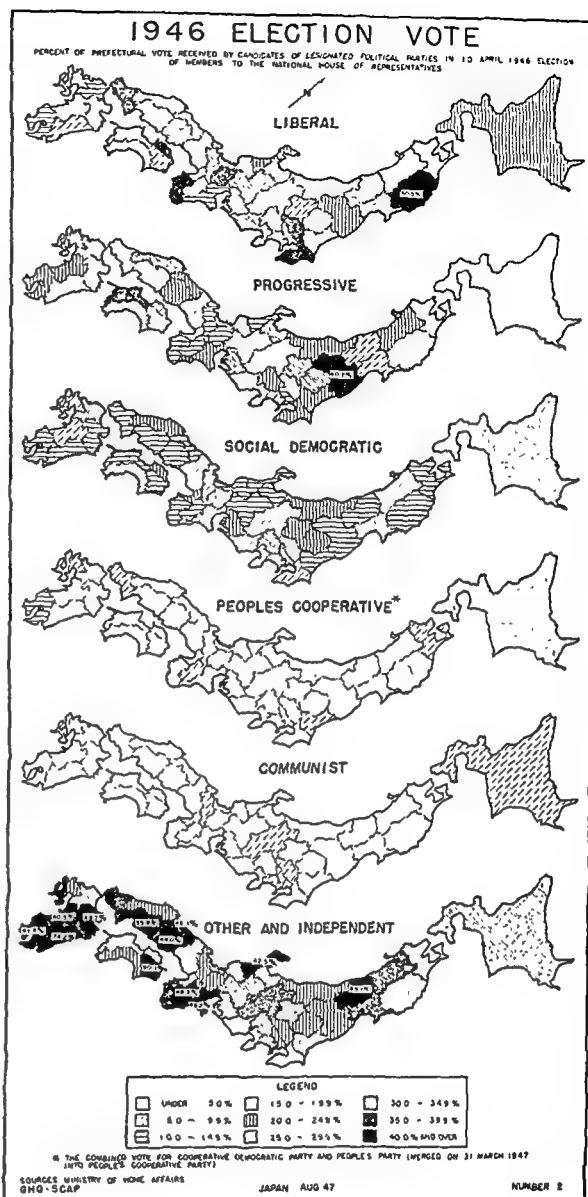 1946 ELECTION VOTE
PERCENT OF PREFECTURAL VOTE RECEIVED BY CANDIDATES OF DESIGNATED POLITICAL PARTIES IN 10 APRIL 1946 ELECTION
OF MEMBERS TO THE NATIONAL HOUSE OF REPRESENTATIVES
N
LIBERAL
PROGRESSIVE
SOCIAL DEMOCRATIC
PEOPLES COOPERATIVE*
COMMUNIST
OTHER AND INDEPENDENT
LEGEND
UNDER 5.0% 15.0 - 19.9% 30.0 - 34.9%
5.0 - 9.9% 20.0 - 24.9% 35.0 - 39.9%
10.0 - 14.9% 25.0 - 29.9% 40.0% AND OVER
* THE COMBINED VOTE FOR COOPERATIVE DEMOCRATIC PARTY AND PEOPLE'S PARTY (MERGED ON 31 MARCH 1947
INTO PEOPLE'S COOPERATIVE PARTY)
SOURCES MINISTRY OF HOME AFFAIRS
GHQ-SCAP JAPAN AUG 47 NUMBER 2